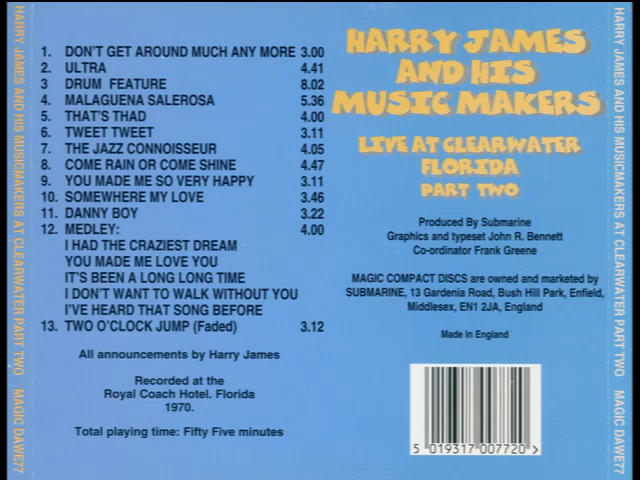 HARRY JAMES AND HIS MUSICMAKERS AT CLEARWATER PART TWO MAGIC DAWE77
1. DON'T GET AROUND MUCH ANY MORE 3.00
2. ULTRA 4.41
3 DRUM FEATURE 8.02
4. MALAGUENA SALEROSA 5.36
5. THAT'S THAD 4.00
6. TWEET TWEET 3.11
7. THE JAZZ CONNOISSEUR 4.05
8. COME RAIN OR COME SHINE 4.47
9. YOU MADE ME SO VERY HAPPY 3.11
10. SOMEWHERE MY LOVE 3.46
11. DANNY BOY 3.22
12. MEDLEY: 4.00
I HAD THE CRAZIEST DREAM
YOU MADE ME LOVE YOU
IT'S BEEN A LONG LONG TIME
I DON'T WANT TO WALK WITHOUT YOU
I'VE HEARD THAT SONG BEFORE
13. TWO O'CLOCK JUMP (Faded) 3.12
All announcements by Harry James
Recorded at the
Royal Coach Hotel. Florida
1970.
Total playing time: Fifty Five minutes
HARRY JAMES
AND HIS
MUSIC MAKERS
LIVE AT CLEARWATER
FLORIDA
PART TWO
Produced By Submarine
Graphics and typeset John R. Bennett
Co-ordinator Frank Greene
MAGIC COMPACT DISCS are owned and marketed by
SUBMARINE, 13 Gardenia Road, Bush Hill Park, Enfield,
Middlesex, EN1 2JA, England
Made in England
5 019317 007720 >
HARRY JAMES AND HIS MUSICMAKERS AT CLEARWATER PART TWO MAGIC DAWE77